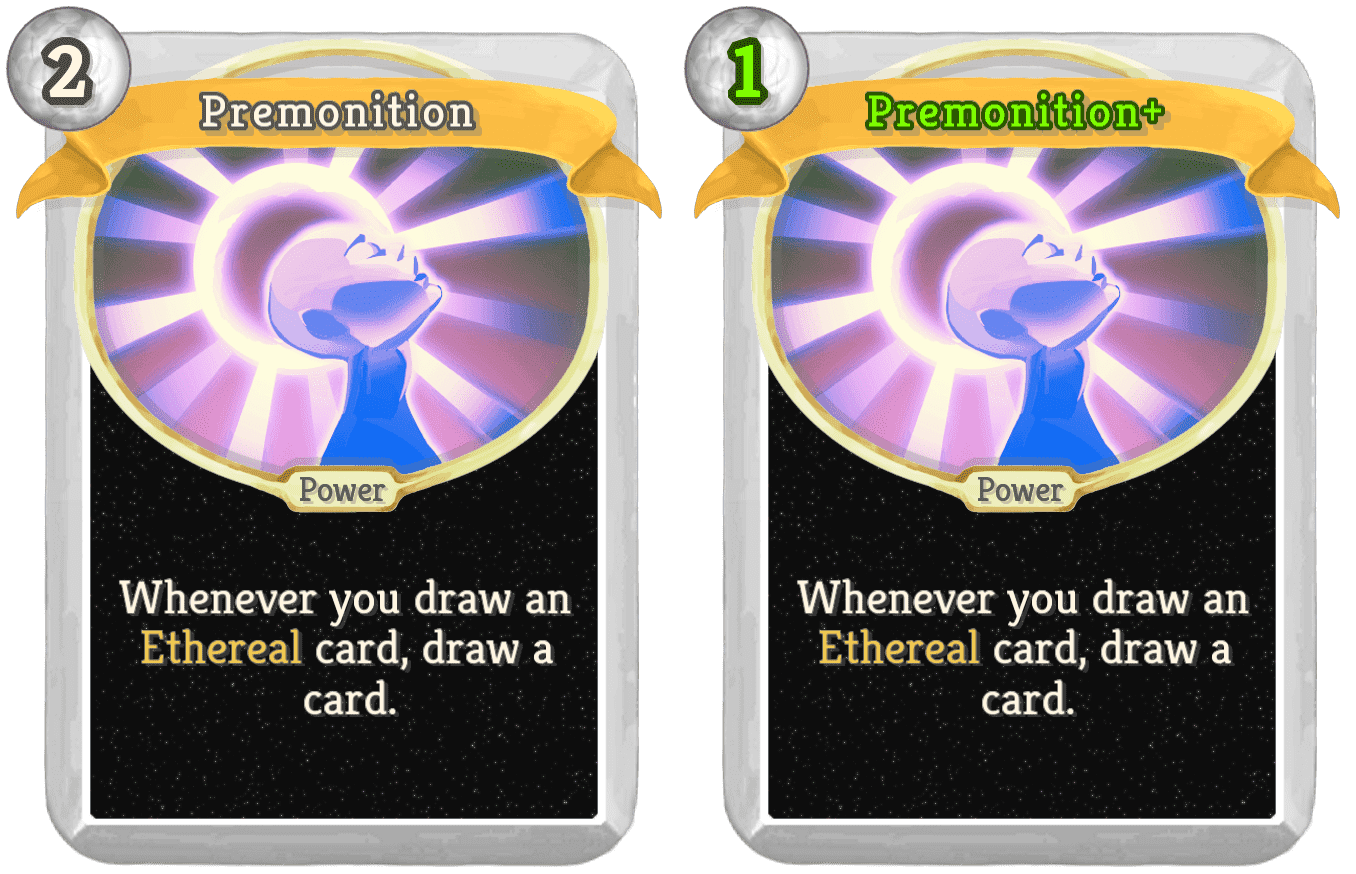 2
Premonition
Power
Whenever you draw an
Ethereal card, draw a
card.
1
Premonition+
Power
Whenever you draw an
Ethereal card, draw a
card.